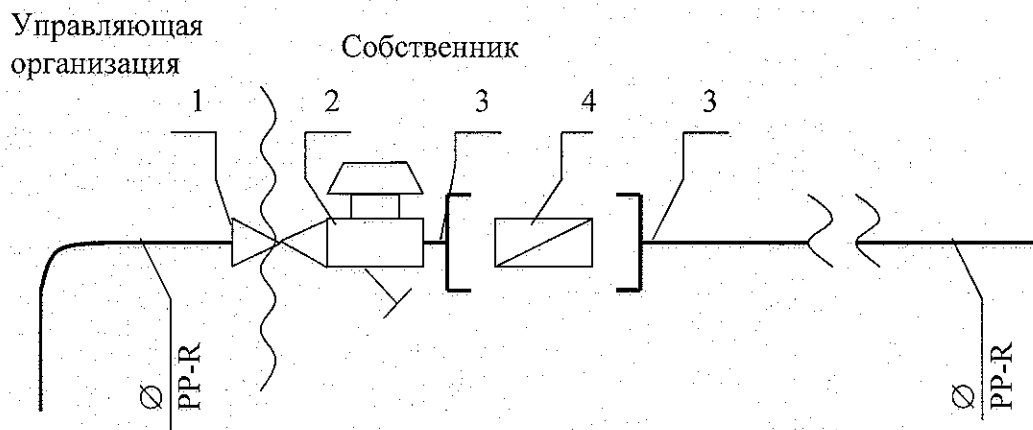 Управляющая
организация
Собственник
1
2
3
4
3
Ø
PP-R
Ø
PP-R